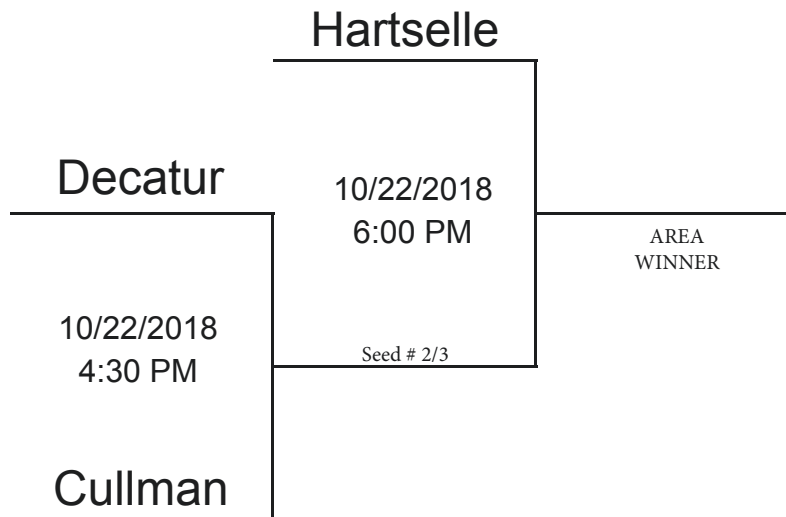 Hartselle
Decatur
10/22/2018
6:00 PM
AREA
WINNER
10/22/2018
4:30 PM
Seed # 2/3
Cullman